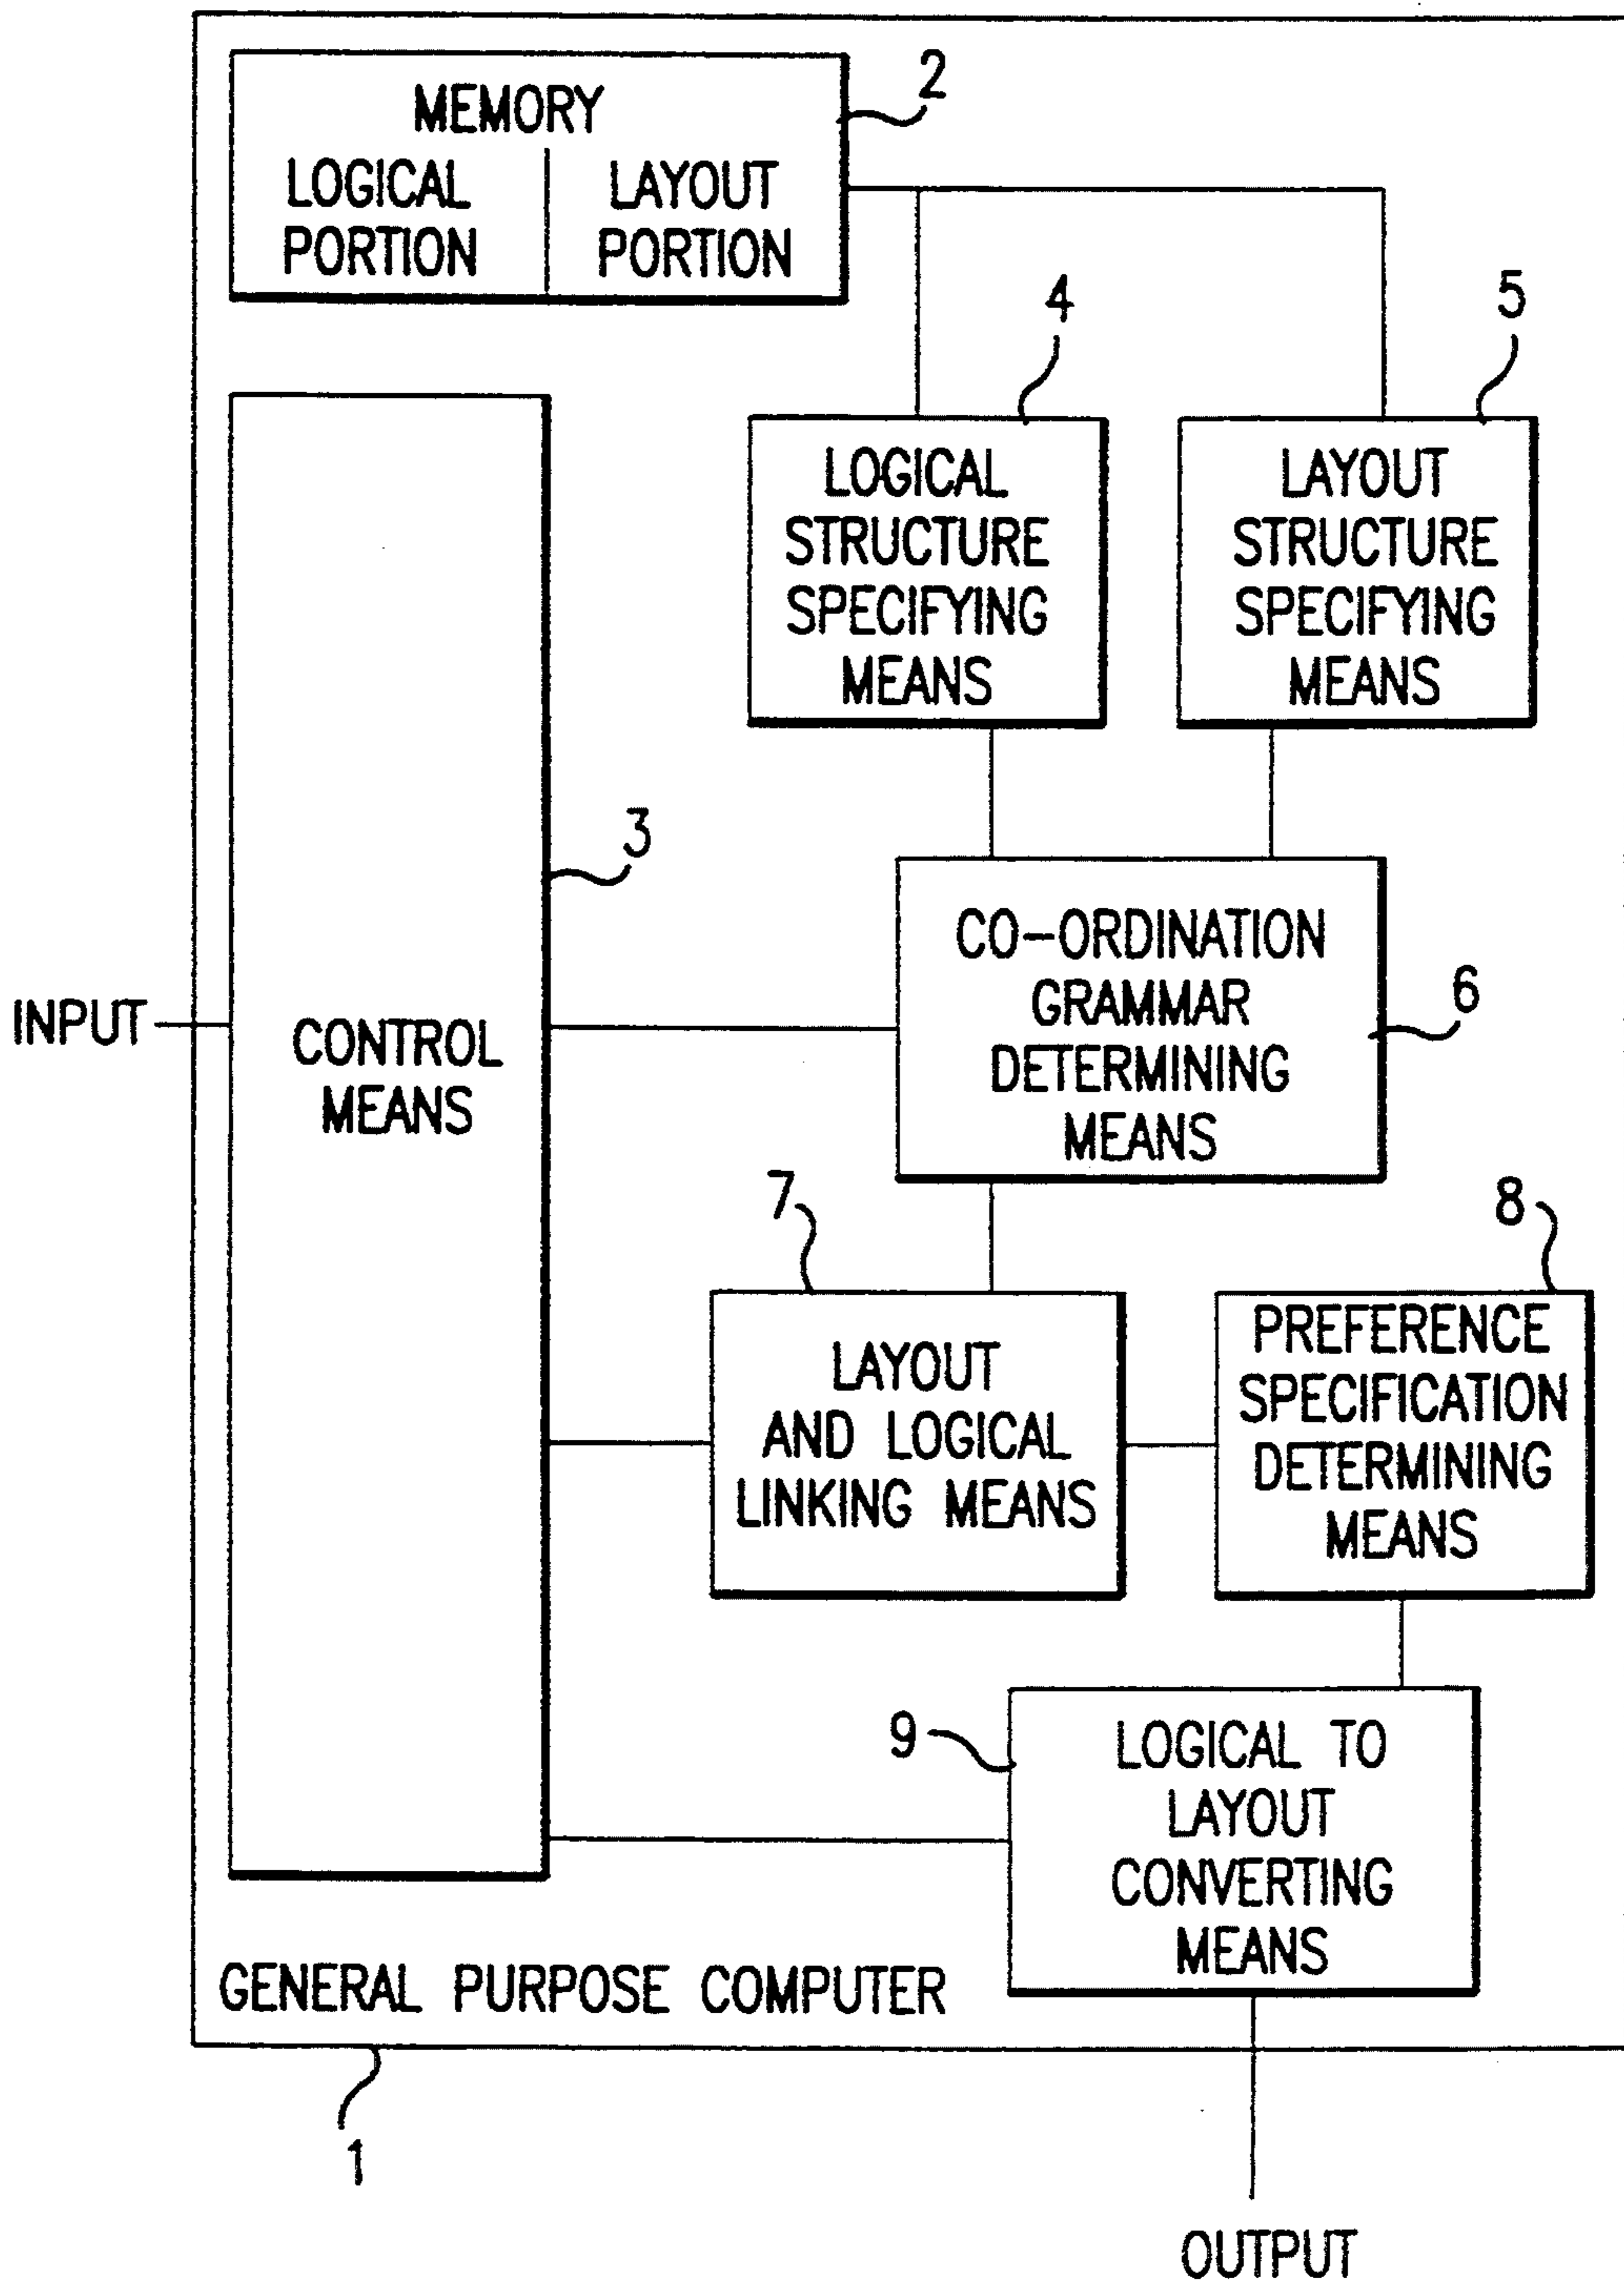 MEMORY
LOGICAL
PORTION
LAYOUT
PORTION
2
4
5
LOGICAL
STRUCTURE
SPECIFYING
MEANS
LAYOUT
STRUCTURE
SPECIFYING
MEANS
3
INPUT
CONTROL
MEANS
CO-ORDINATION
GRAMMAR
DETERMINING
MEANS
6
7
8
LAYOUT
AND LOGICAL
LINKING MEANS
PREFERENCE
SPECIFICATION
DETERMINING
MEANS
9
LOGICAL TO
LAYOUT
CONVERTING
MEANS
GENERAL PURPOSE COMPUTER
1
OUTPUT